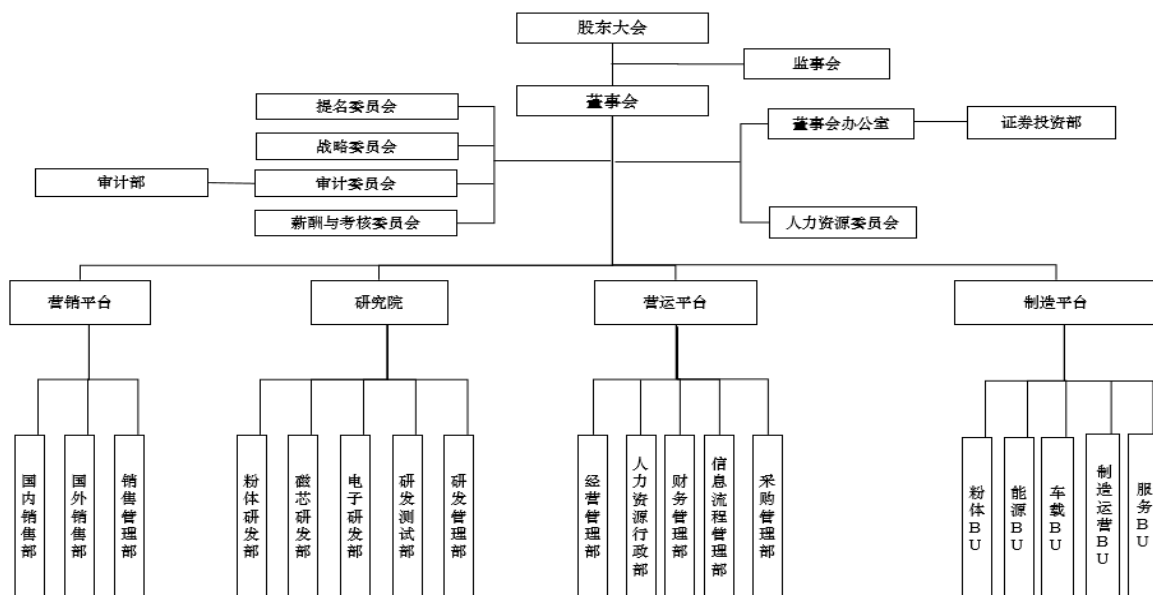 股东大会
监事会
董事会
提名委员会
董事会办公室
证券投资部
战略委员会
审计部
审计委员会
薪酬与考核委员会
人力资源委员会
营销平台
研究院
营运平台
制造平台
国内销售部
国外销售部
销售管理部
粉体研发部
磁芯研发部
电子研发部
研发测试部
研发管理部
经营管理部
人力资源行政部
财务管理部
信息流程管理部
采购管理部
粉体BU
能源BU
车载BU
制造运营BU
服务BU